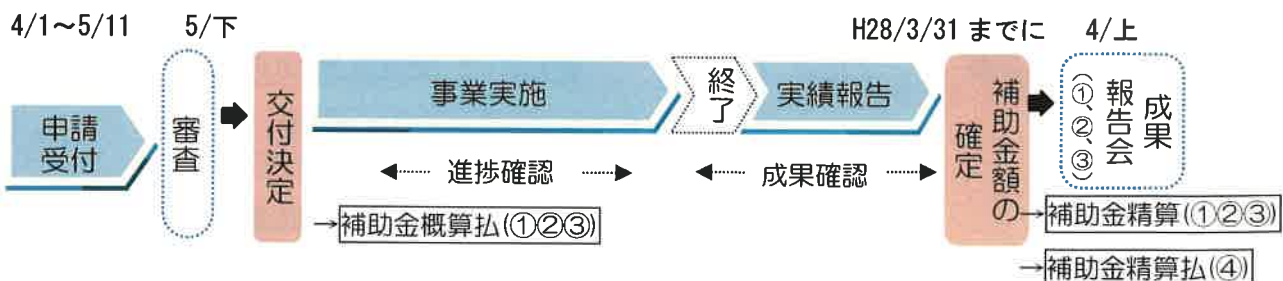 4/1～5/11
5/下
H28/3/31 までに
4/上
申請
受付
審査
交付決定
事業実施
終了
実績報告
補助金額の
確定
成果
報告会
(①、②、③)
進捗確認
成果確認
→補助金概算払(①②③)
→補助金精算(①②③)
→補助金精算払(④)